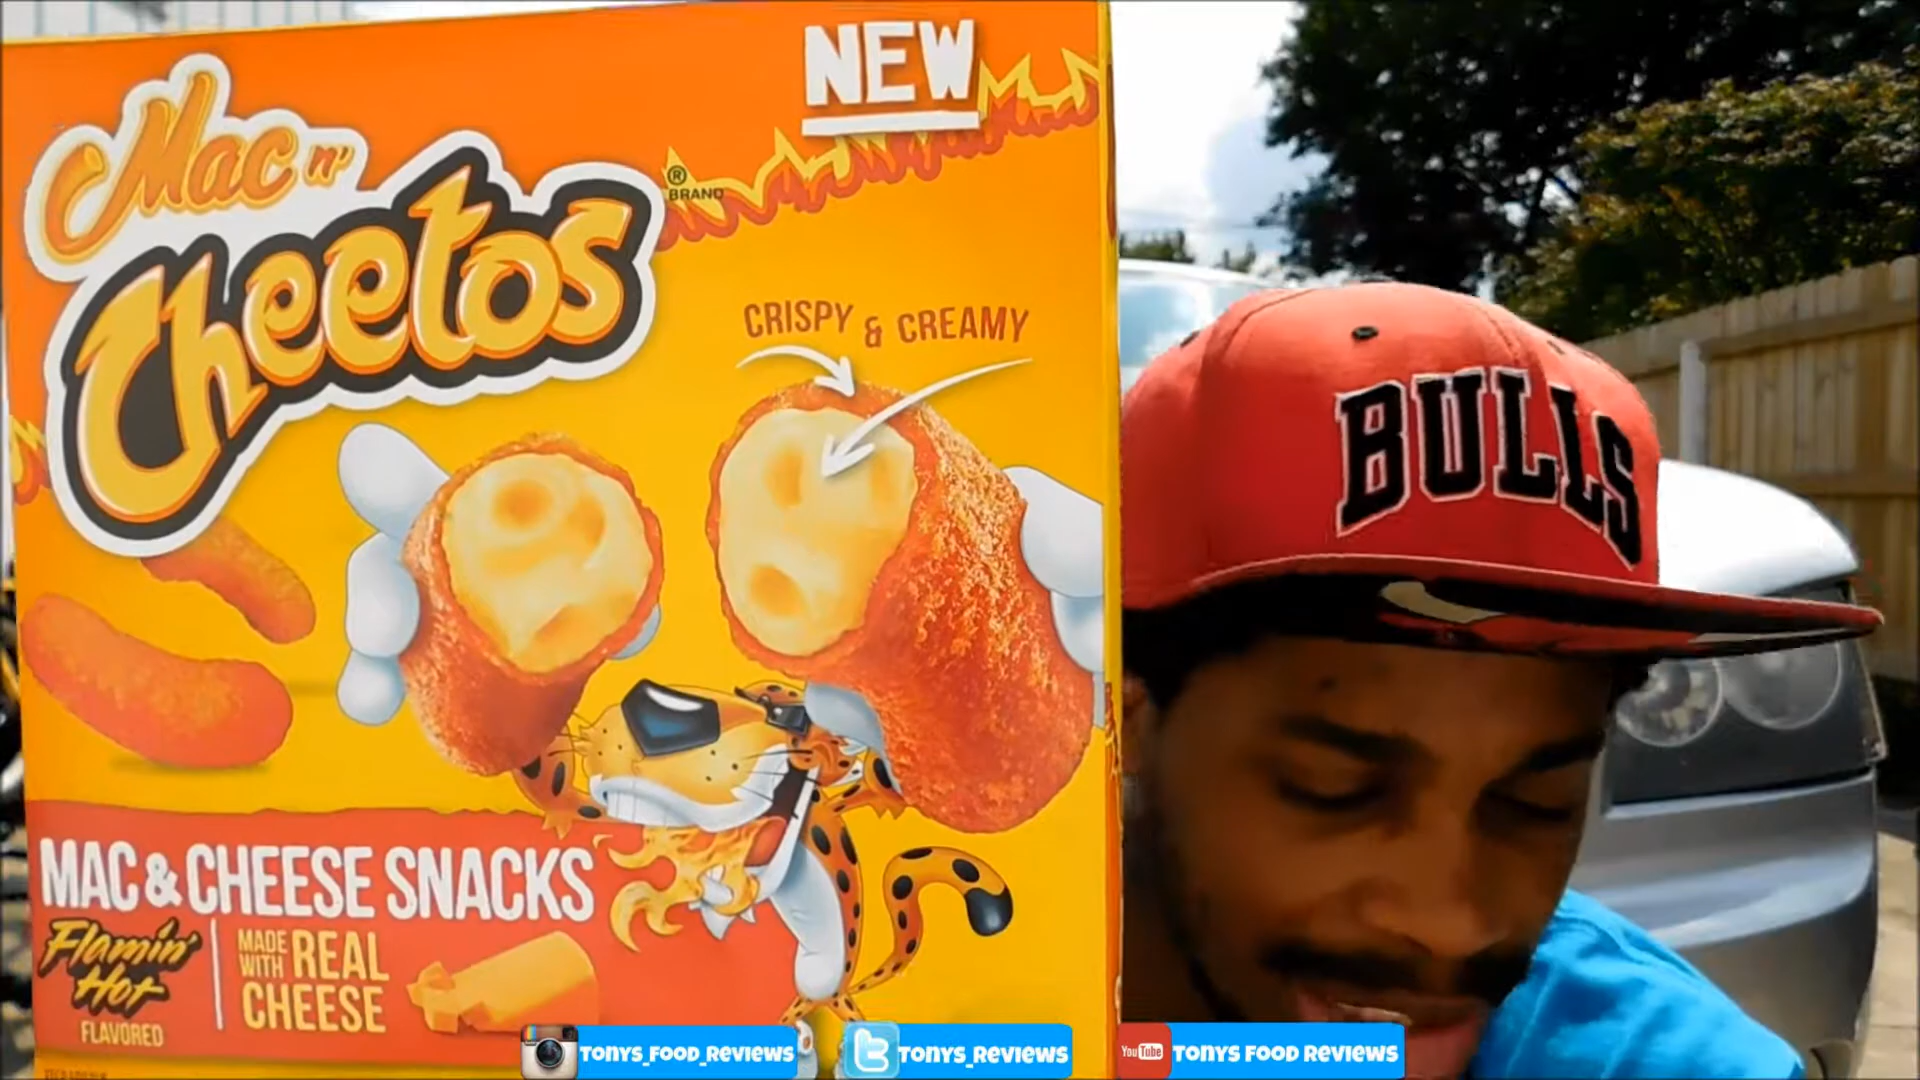 NEW
Mac n'
Cheetos
®
BRAND
CRISPY & CREAMY
BULLS
MAC & CHEESE SNACKS
Flamin'
Hot
FLAVORED
MADE
WITH REAL
CHEESE
TONYS_FOOD_REVIEWS
TONYS_REVIEWS
YouTube TONYS FOOD REVIEWS